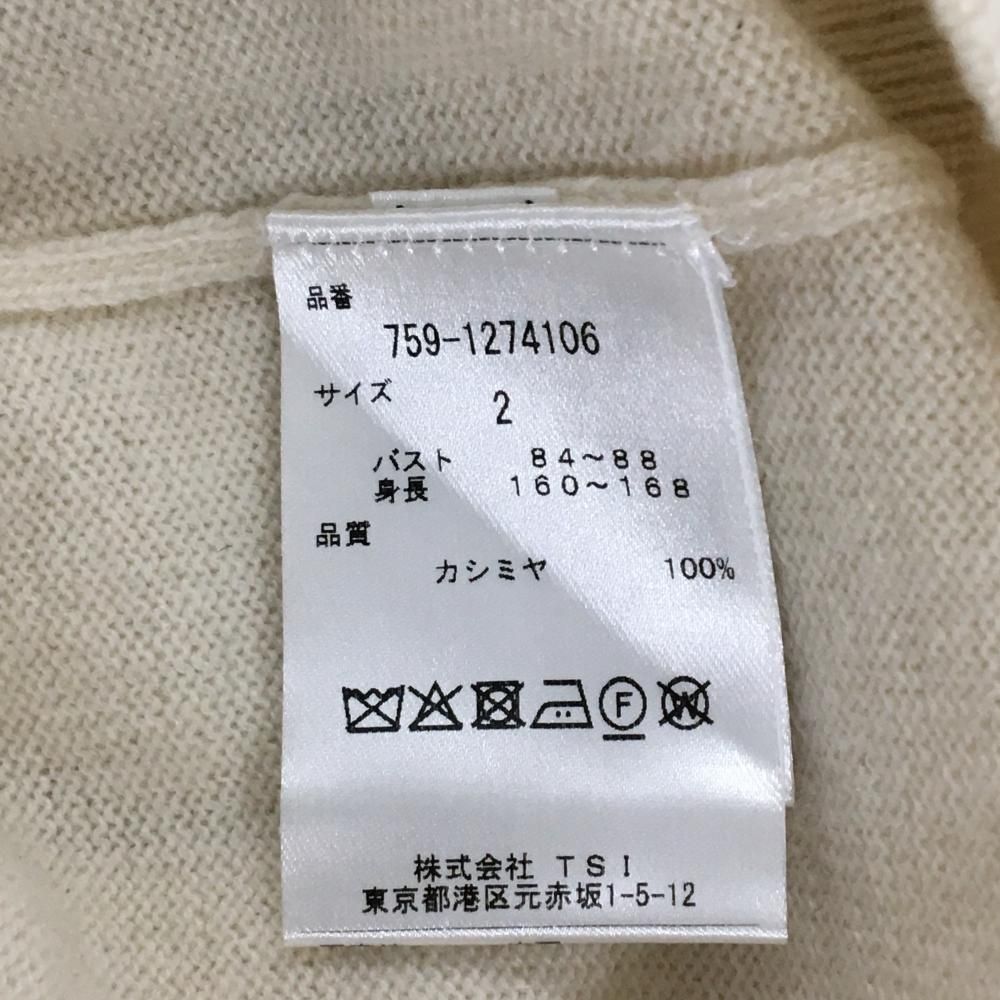 品番
759-1274106
サイズ 2
バスト 84~88
身長 160~168
品質
カシミヤ 100%
F W
株式会社 TSI
東京都港区元赤坂1-5-12